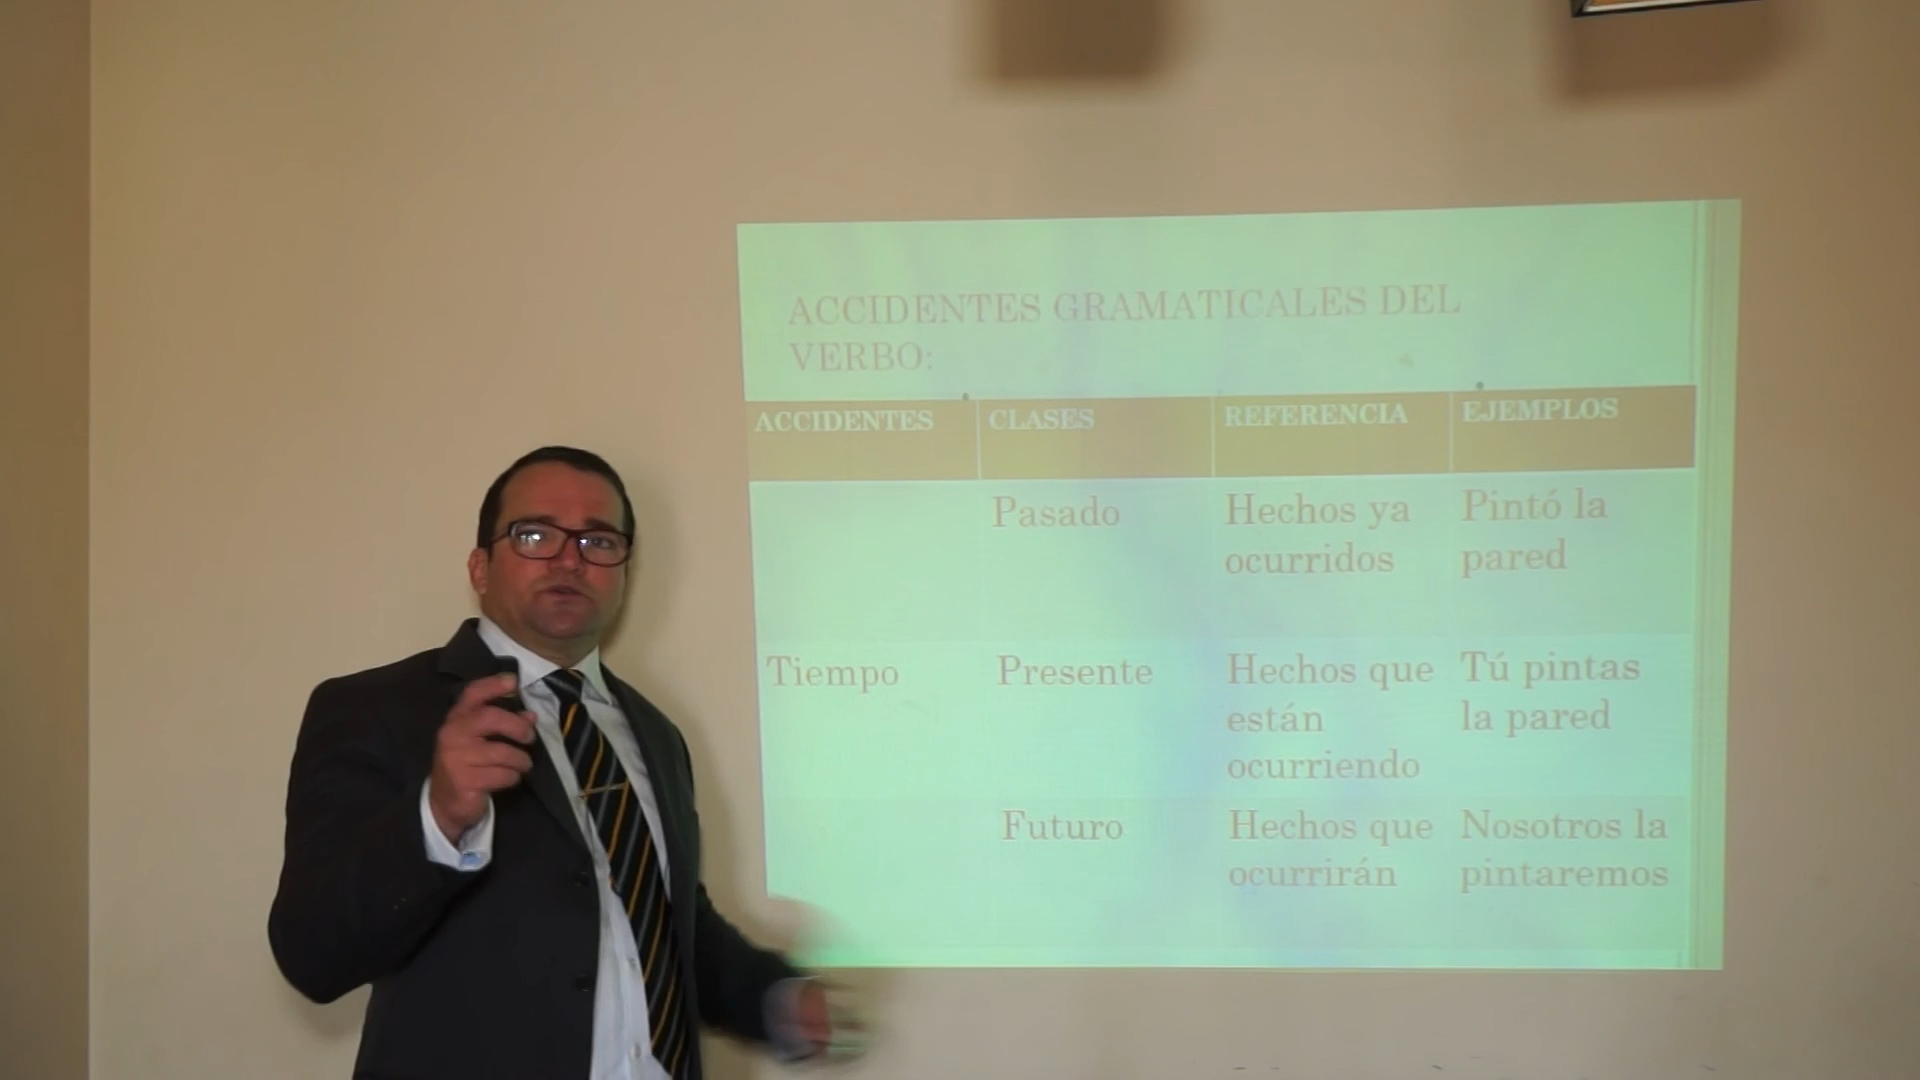 ACCIDENTES GRAMATICALES DEL
VERBO:
ACCIDENTES CLASES REFERENCIA EJEMPLOS
Pasado
Hechos ya
ocurridos
Pintó la
pared
Tiempo
Presente
Hechos que
están
ocurriendo
Tú pintas
la pared
Futuro
Hechos que
ocurrirán
Nosotros la
pintaremos